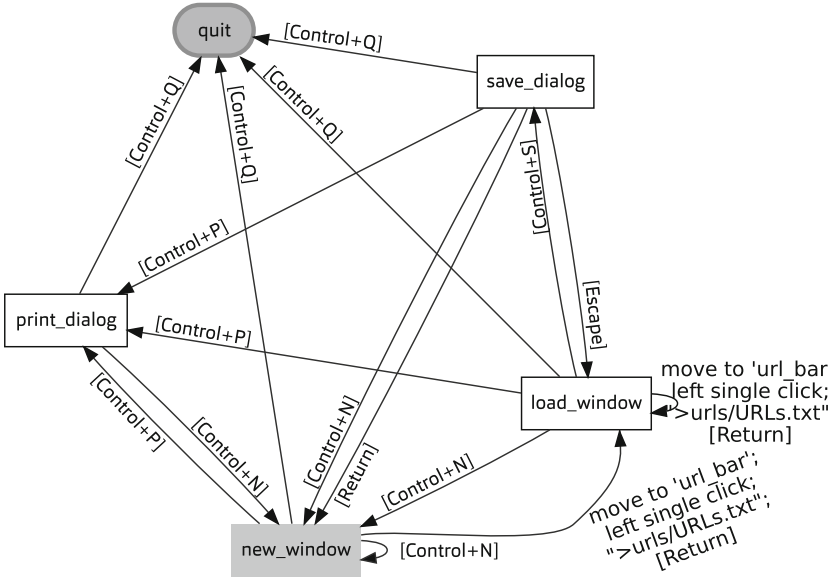 quit
[Control+Q]
save_dialog
[Control+Q]
[Control+Q]
[Control+Q]
[Control+S]
[Control+P]
[Escape]
print_dialog
[Control+P]
move to 'url_bar
left single click;
">urls/URLs.txt"
[Return]
load_window
[Control+P]
[Control+N]
[Control+N]
[Return]
[Control+N]
move to 'url_bar';
left single click;
">urls/URLs.txt";
[Return]
new_window
[Control+N]